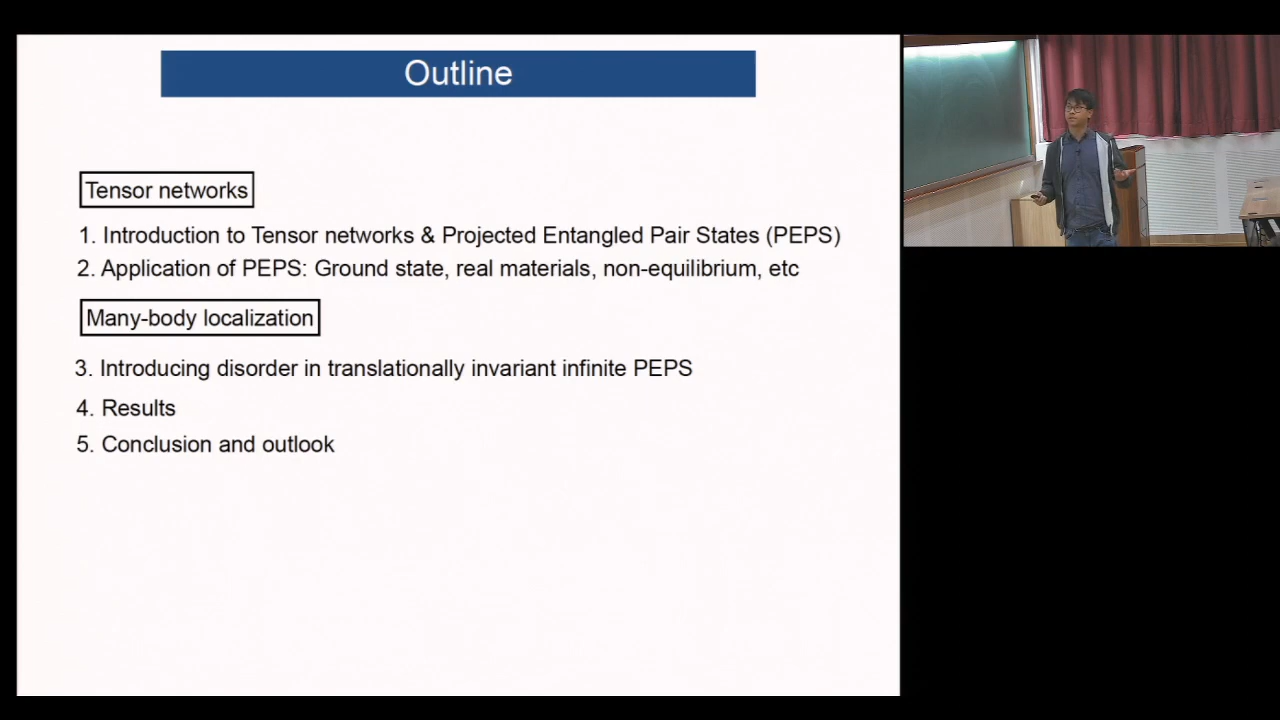 Outline
Tensor networks
1. Introduction to Tensor networks & Projected Entangled Pair States (PEPS)
2. Application of PEPS: Ground state, real materials, non-equilibrium, etc
Many-body localization
3. Introducing disorder in translationally invariant infinite PEPS
4. Results
5. Conclusion and outlook